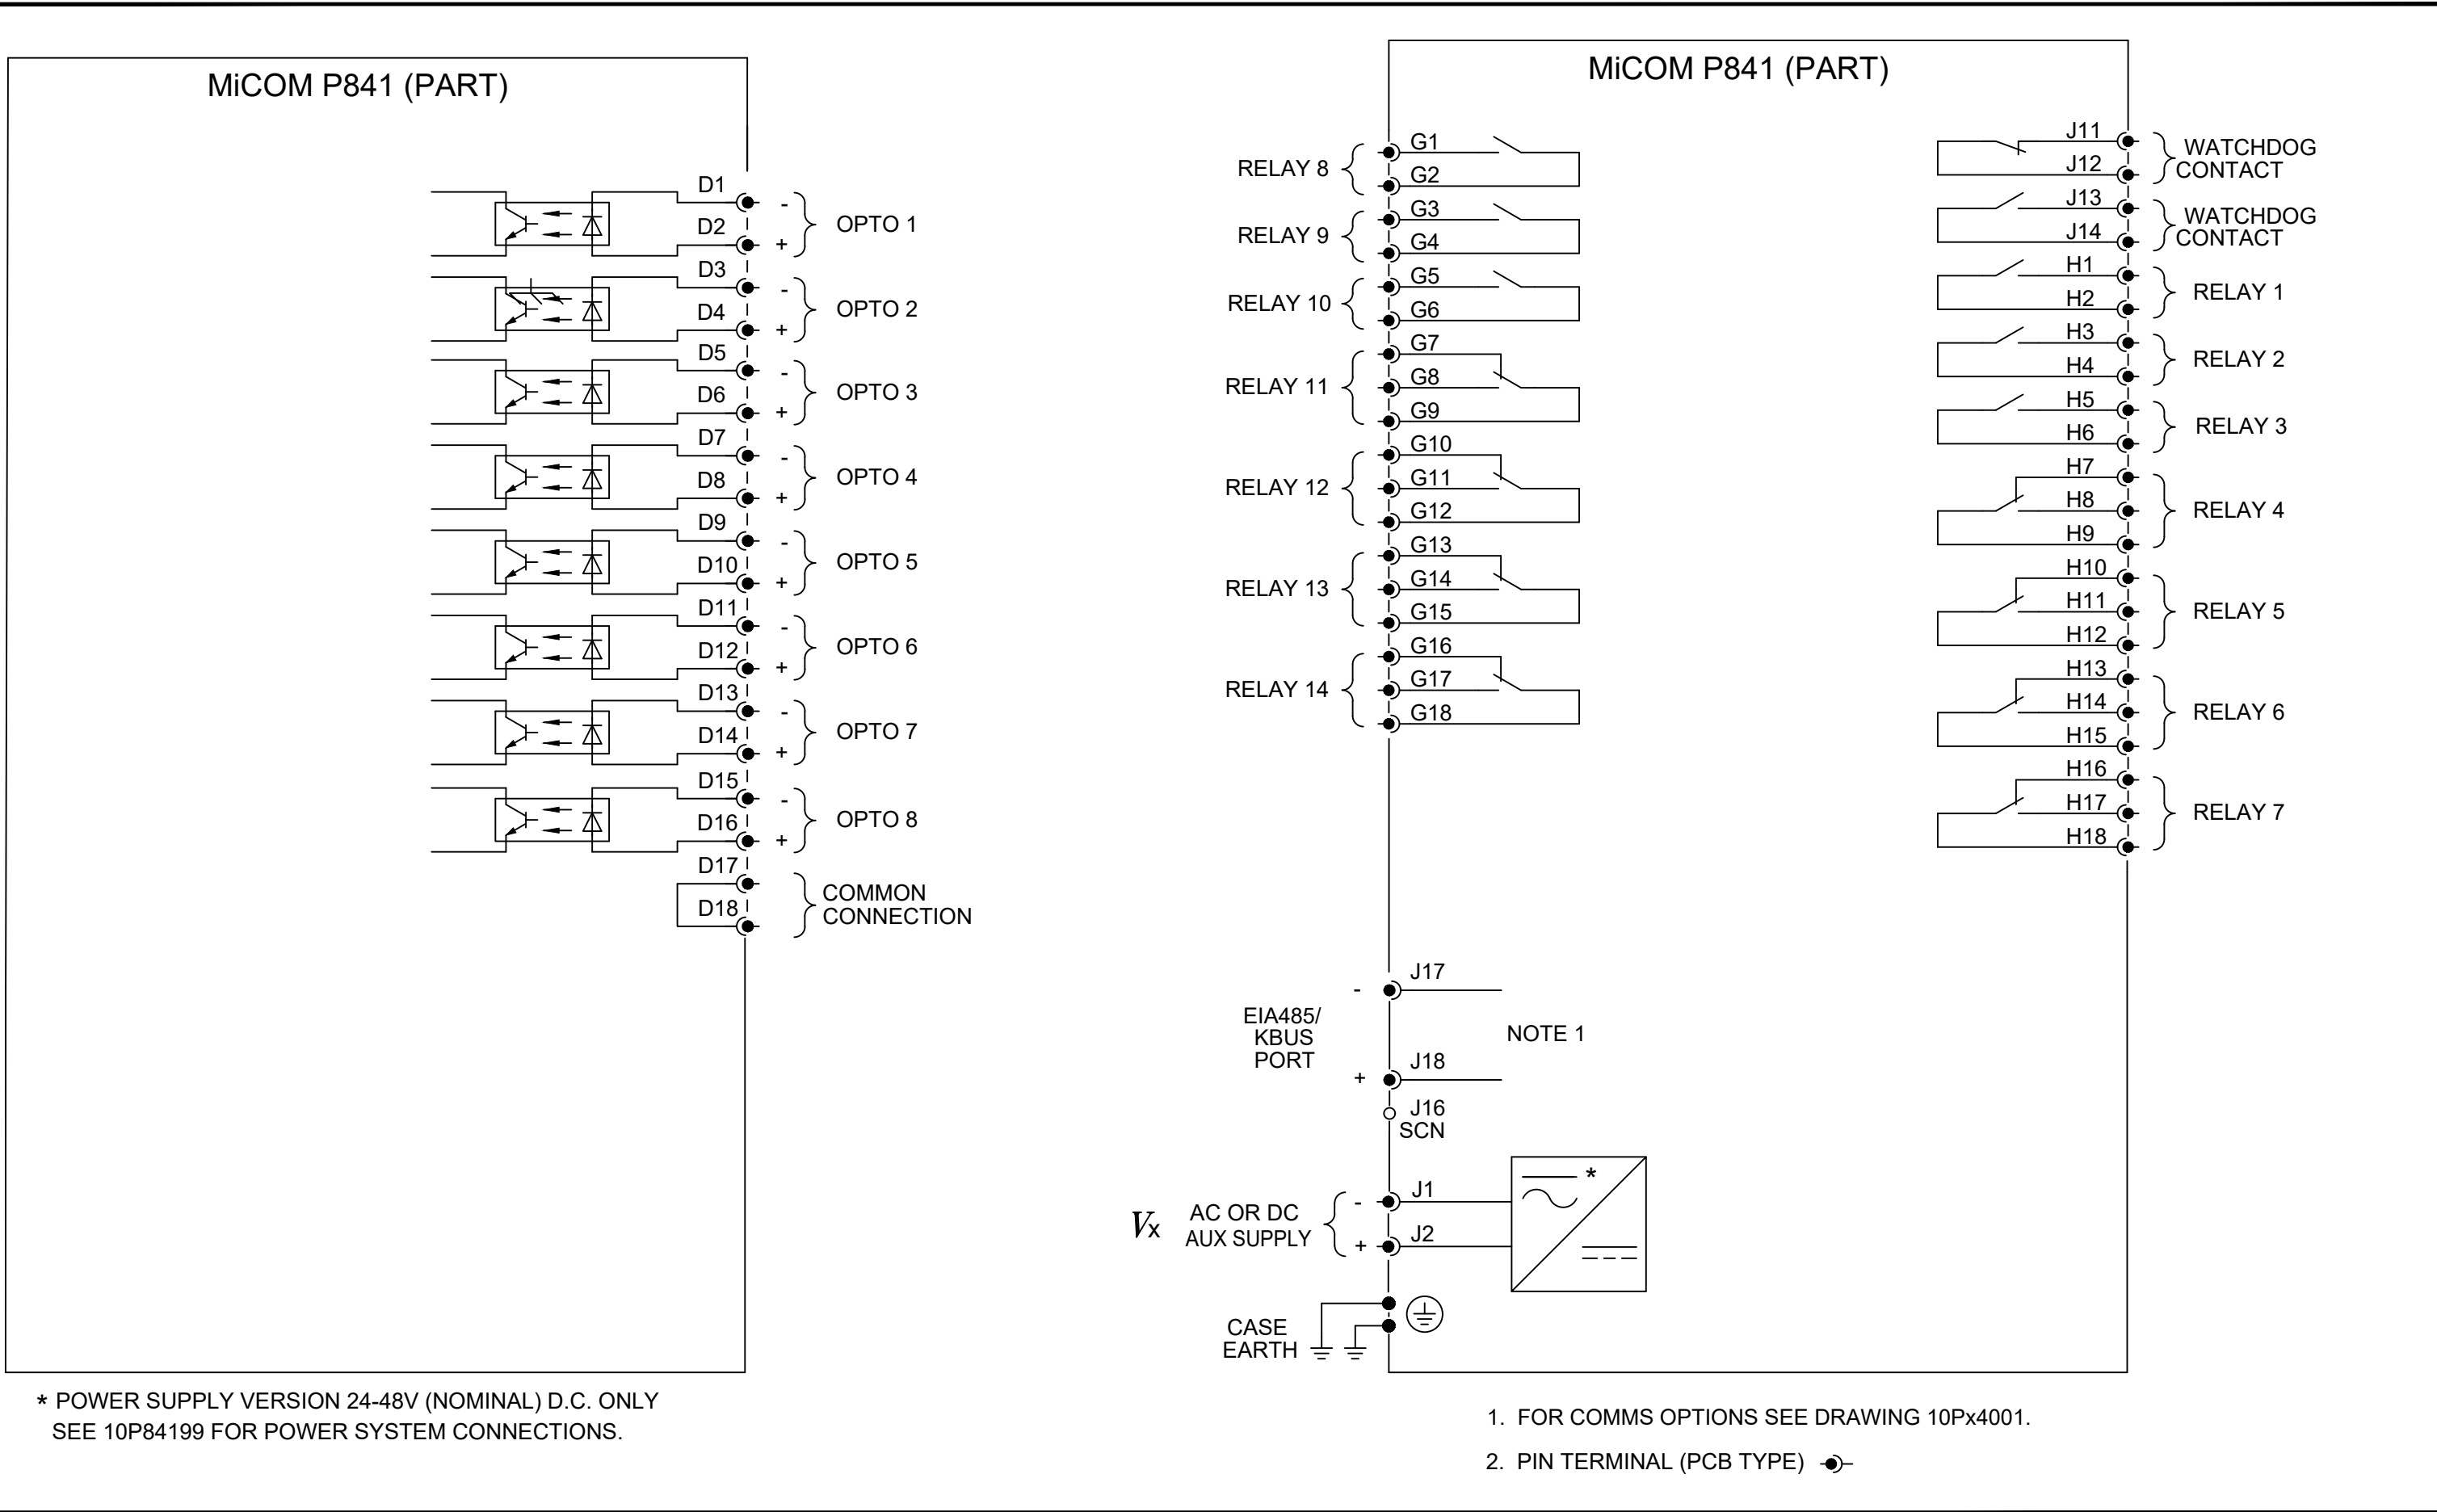 MiCOM P841 (PART)
D1
-
D2
+
OPTO 1
D3
-
D4
+
OPTO 2
D5
-
D6
+
OPTO 3
D7
-
D8
+
OPTO 4
D9
-
D10
+
OPTO 5
D11
-
D12
+
OPTO 6
D13
-
D14
+
OPTO 7
D15
-
D16
+
OPTO 8
D17
D18
COMMON
CONNECTION
* POWER SUPPLY VERSION 24-48V (NOMINAL) D.C. ONLY
SEE 10P84199 FOR POWER SYSTEM CONNECTIONS.
MiCOM P841 (PART)
RELAY 8
G1
G2
RELAY 9
G3
G4
RELAY 10
G5
G6
RELAY 11
G7
G8
G9
RELAY 12
G10
G11
G12
RELAY 13
G13
G14
G15
RELAY 14
G16
G17
G18
J11
J12
WATCHDOG
CONTACT
J13
J14
WATCHDOG
CONTACT
H1
H2
RELAY 1
H3
H4
RELAY 2
H5
H6
RELAY 3
H7
H8
H9
RELAY 4
H10
H11
H12
RELAY 5
H13
H14
H15
RELAY 6
H16
H17
H18
RELAY 7
- J17
EIA485/
KBUS
PORT
NOTE 1
+ J18
J16
SCN
Vx
AC OR DC
AUX SUPPLY
- J1
+ J2
*
CASE
EARTH
1. FOR COMMS OPTIONS SEE DRAWING 10Px4001.
2. PIN TERMINAL (PCB TYPE)